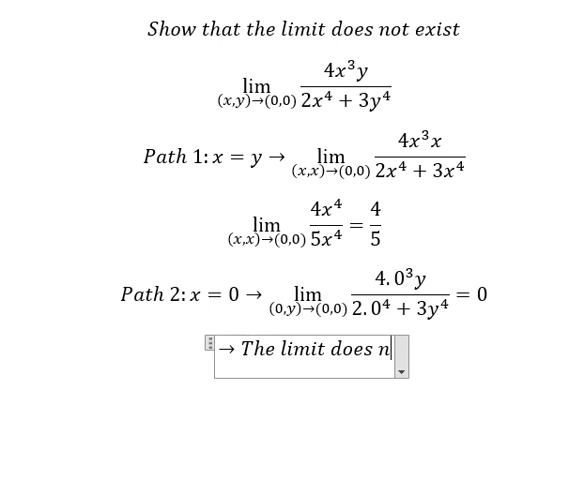 Show that the limit does not exist
lim (x,y)→(0,0) 4x³y / 2x⁴ + 3y⁴
Path 1: x = y → lim (x,x)→(0,0) 4x³x / 2x⁴ + 3x⁴
lim (x,x)→(0,0) 4x⁴ / 5x⁴ = 4 / 5
Path 2: x = 0 → lim (0,y)→(0,0) 4.0³y / 2.0⁴ + 3y⁴ = 0
→ The limit does n